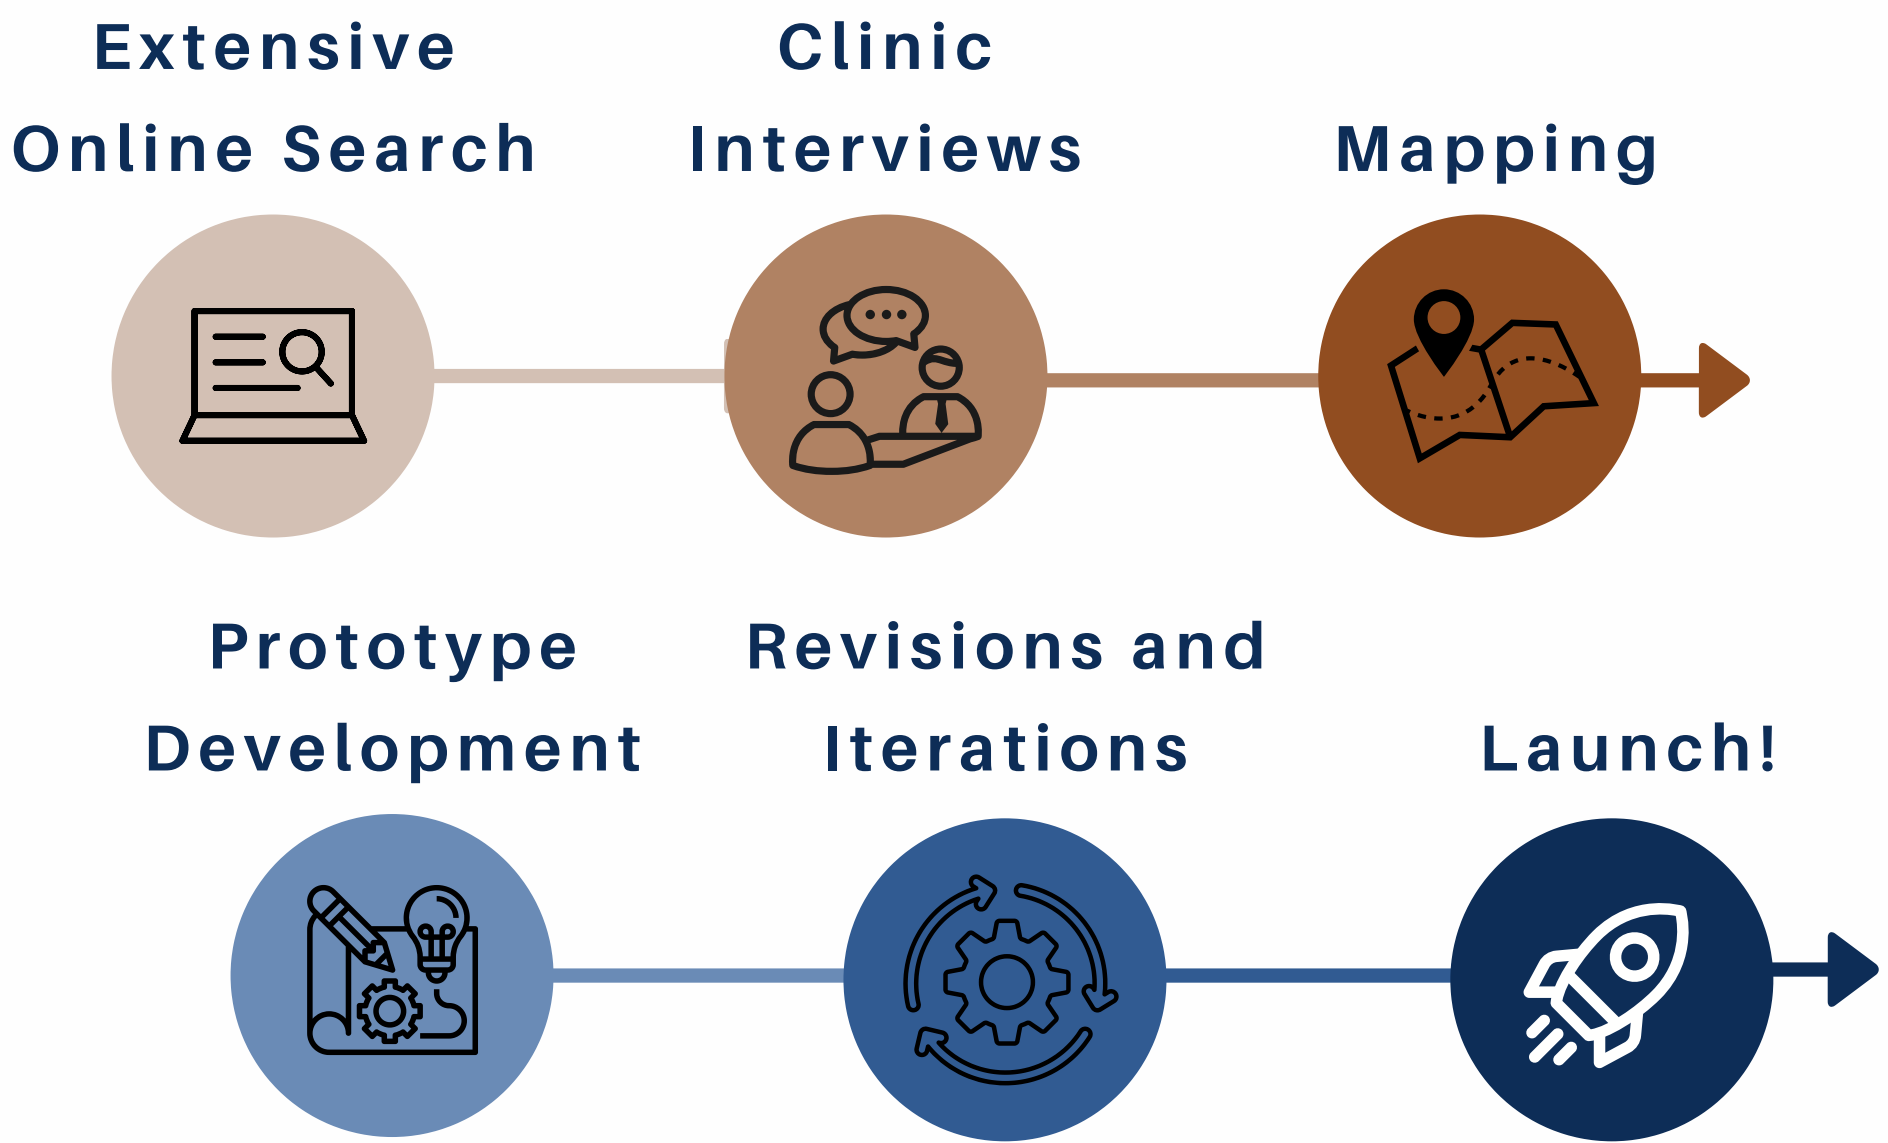 Extensive
Online Search
Clinic
Interviews
Mapping
Prototype
Development
Revisions and
Iterations
Launch!